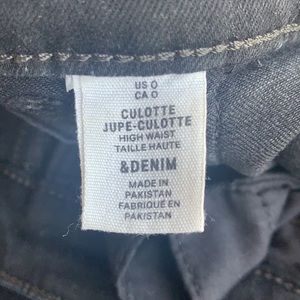 US 0
CA 0
CULOTTE
JUPE-CULOTTE
HIGH WAIST
TAILLE HAUTE
&DENIM
MADE IN
PAKISTAN
FABRIQUÉ EN
PAKISTAN